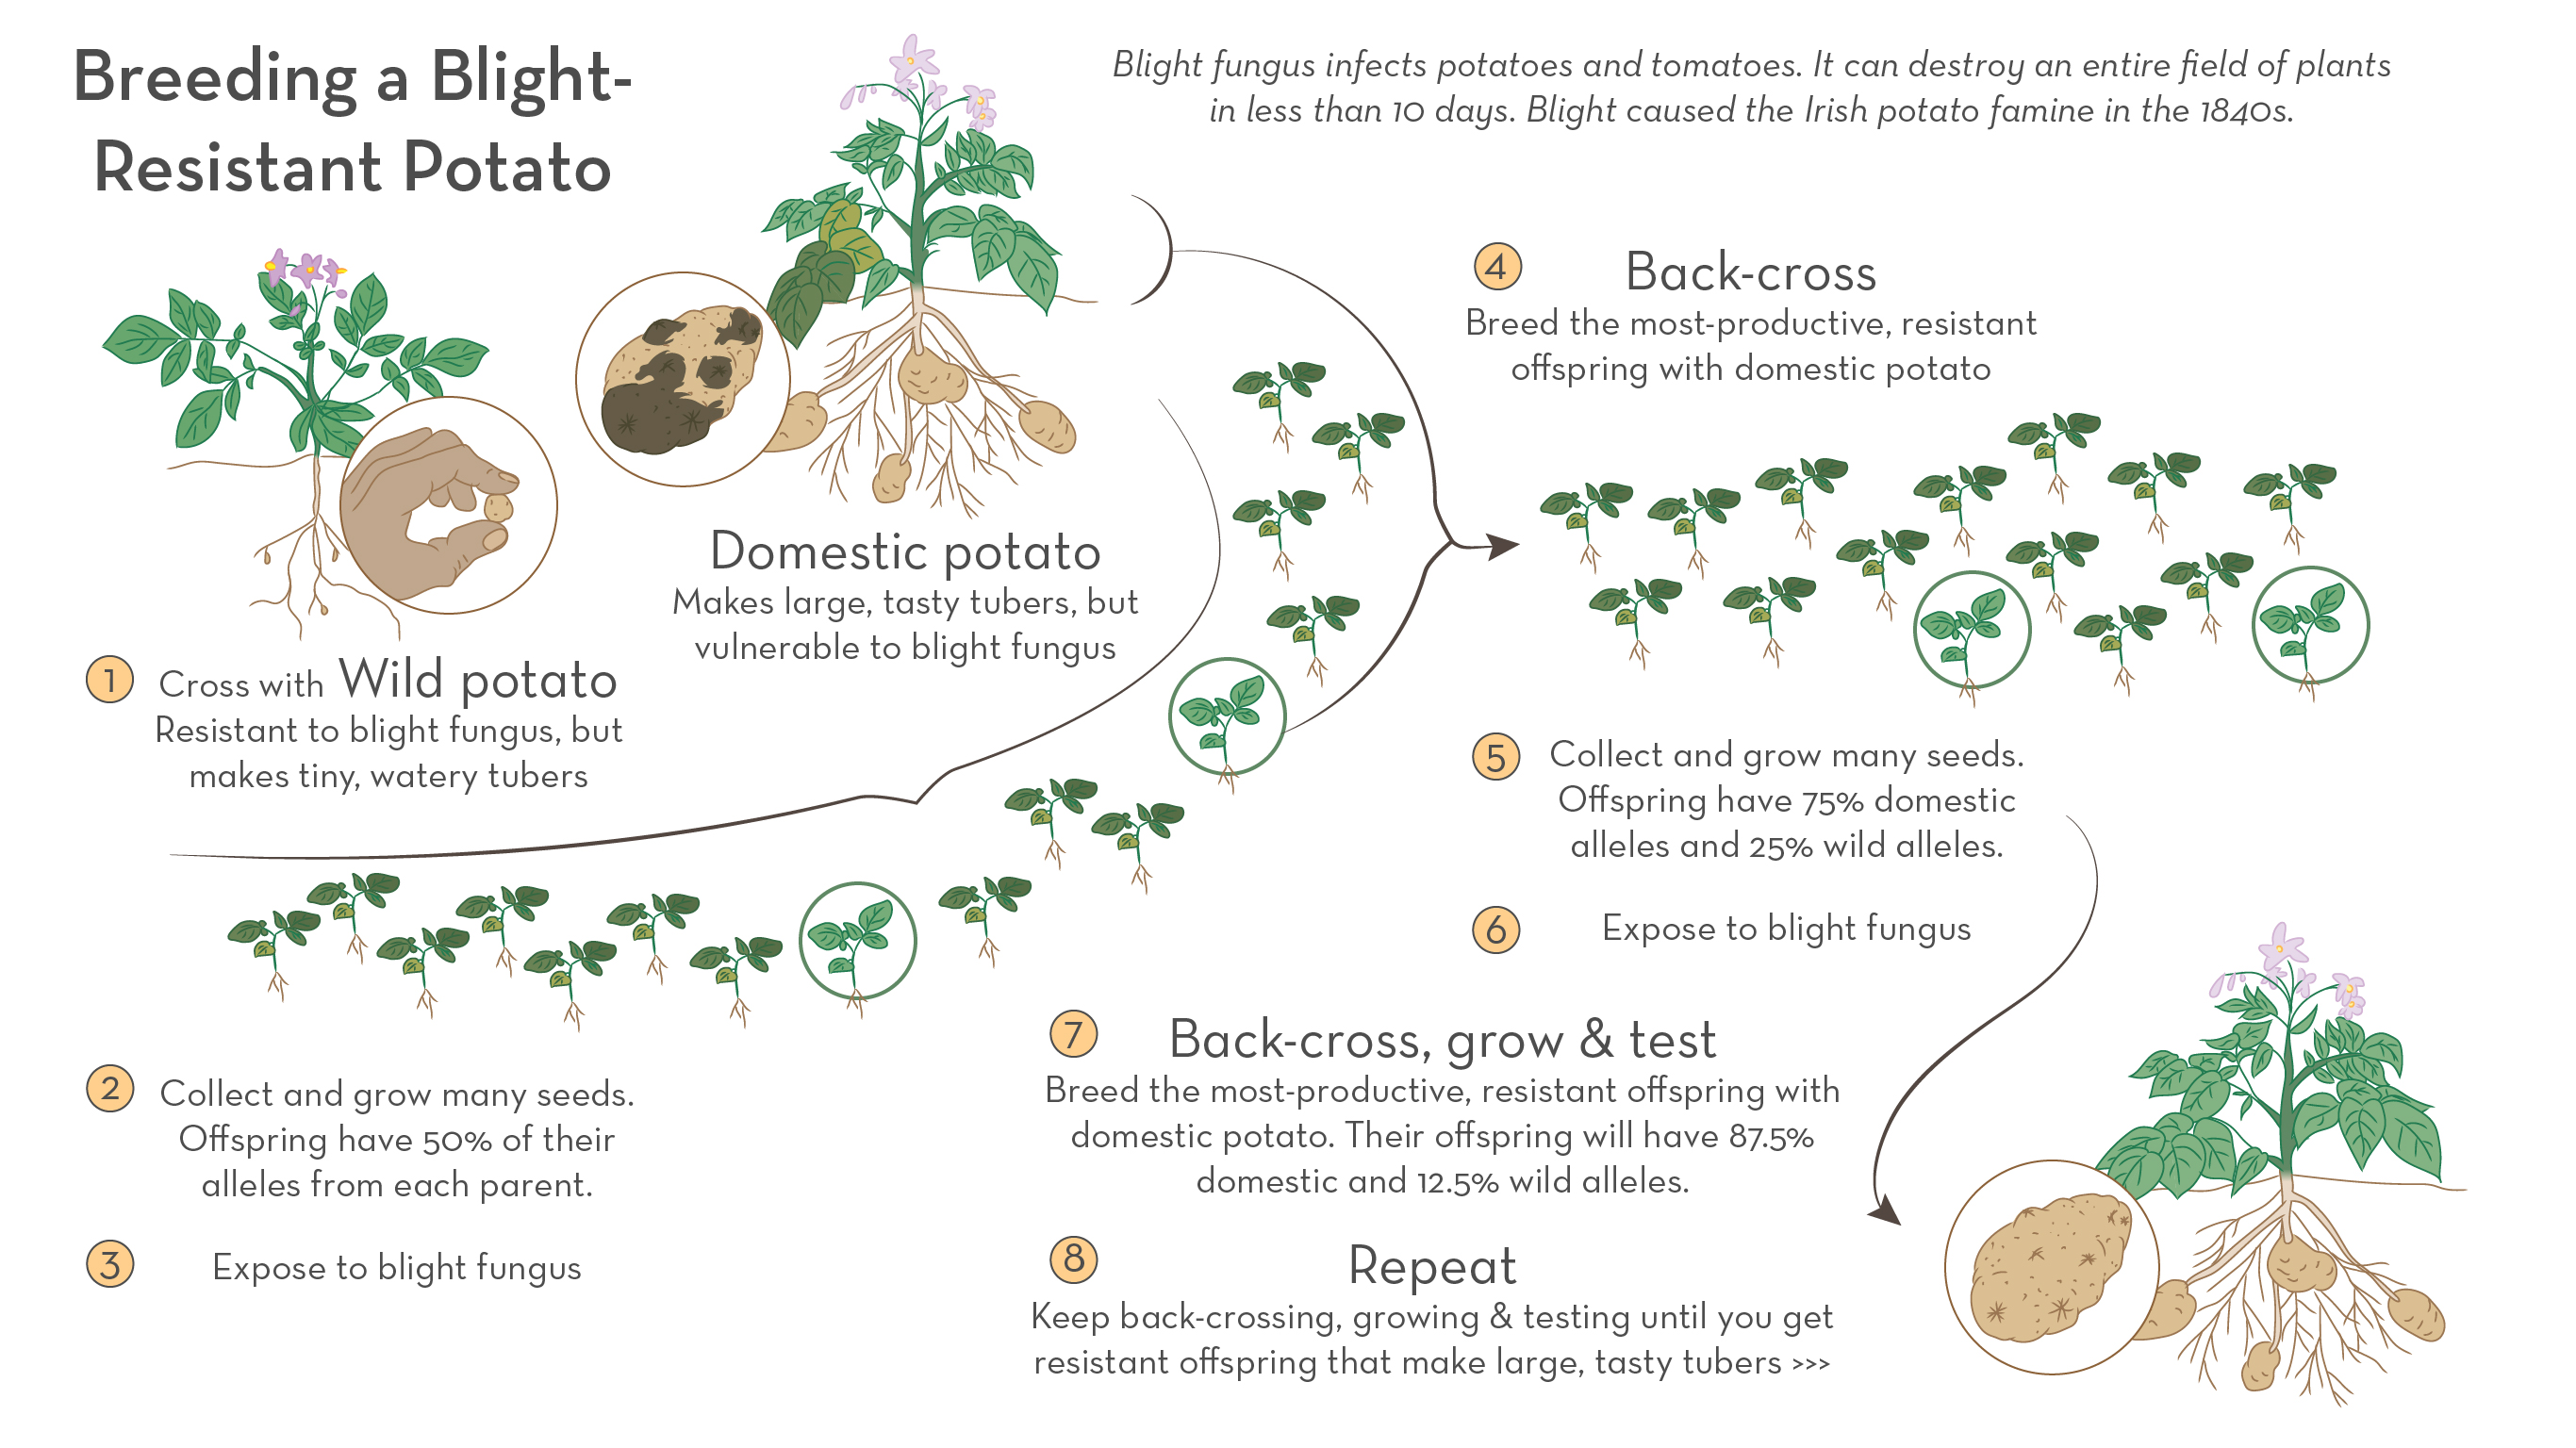 Breeding a Blight-
Resistant Potato
Blight fungus infects potatoes and tomatoes. It can destroy an entire field of plants
in less than 10 days. Blight caused the Irish potato famine in the 1840s.
Domestic potato
Makes large, tasty tubers, but
vulnerable to blight fungus
1 Cross with Wild potato
Resistant to blight fungus, but
makes tiny, watery tubers
2 Collect and grow many seeds.
Offspring have 50% of their
alleles from each parent.
3 Expose to blight fungus
4 Back-cross
Breed the most-productive, resistant
offspring with domestic potato
5 Collect and grow many seeds.
Offspring have 75% domestic
alleles and 25% wild alleles.
6 Expose to blight fungus
7 Back-cross, grow & test
Breed the most-productive, resistant offspring with
domestic potato. Their offspring will have 87.5%
domestic and 12.5% wild alleles.
8 Repeat
Keep back-crossing, growing & testing until you get
resistant offspring that make large, tasty tubers >>>